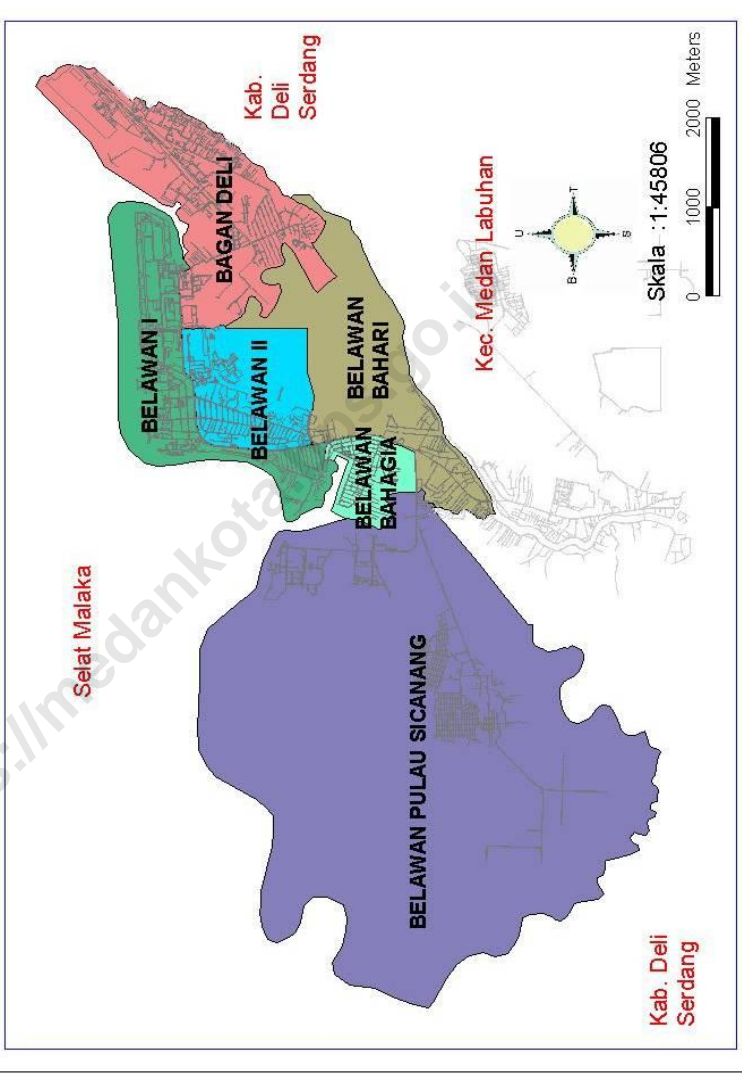 Selat Malaka
Kab.
Deli
Serdang
BAGAN DELI
BELAWAN I
BELAWAN II
BELAWAN
BAHARI
BELAWAN
BAHAGIA
BELAWAN PULAU SICANANG
Kec. Medan Labuhan
Kab. Deli
Serdang
U
B
T
S
Skala :1:45806
0 1000 2000 Meters